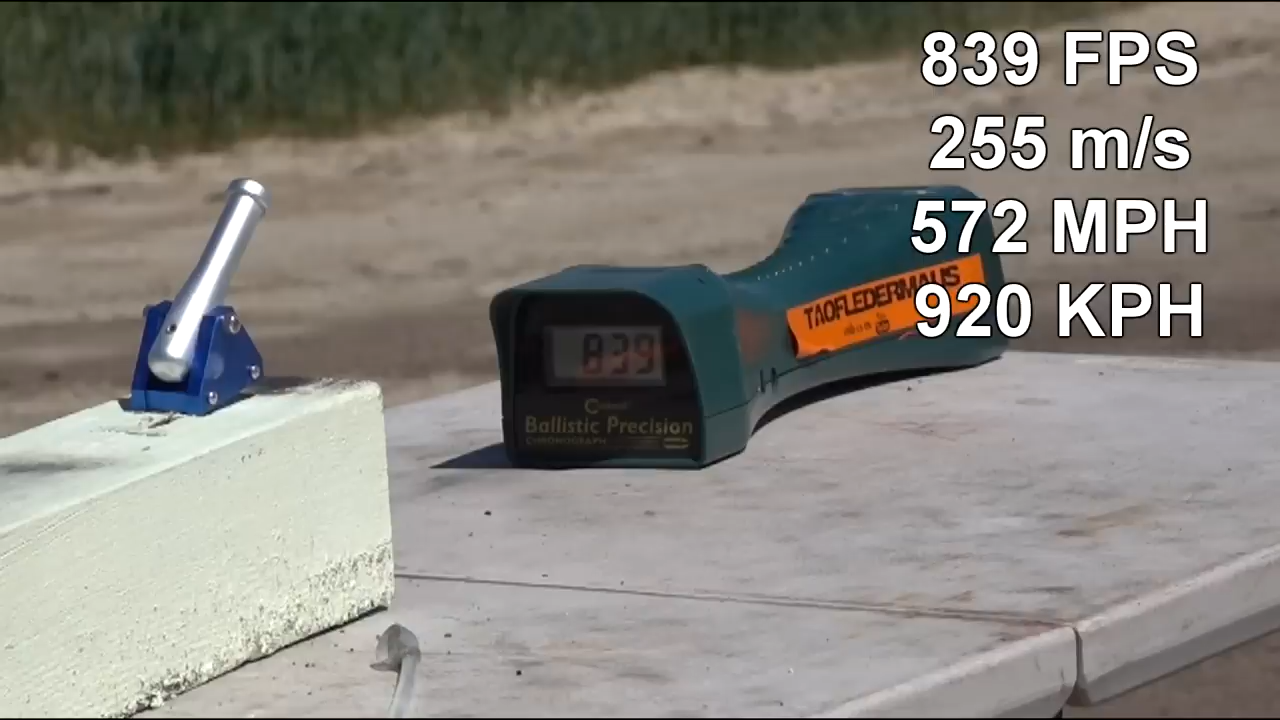 839 FPS
255 m/s
572 MPH
920 KPH
TAOFLEDERMAUS
839
Ballistic Precision
CHRONOGRAPH